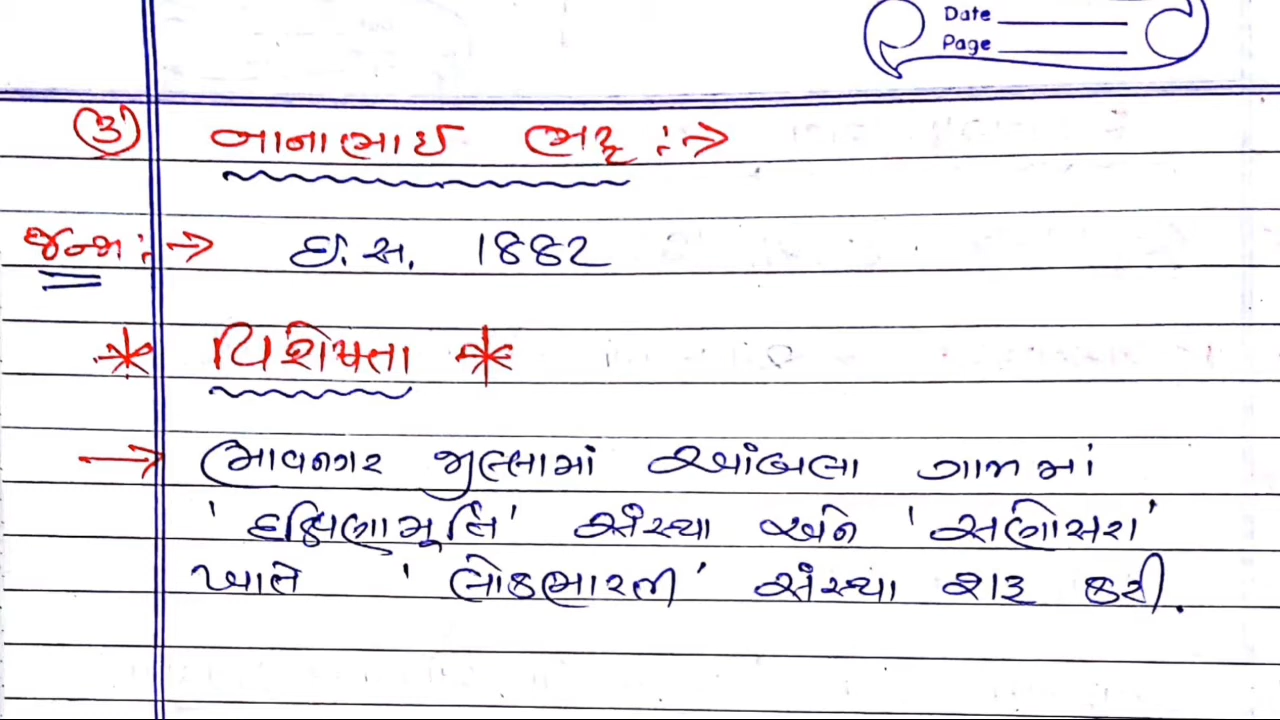 Date
Page
૩ નાનાભાઈ ભટ્ટ :→
જન્મ :→ ઈ.સ. 1882
* વિશેષતા *
→ ભાવનગર જીલ્લામાં આંબલા ગામમાં
'દક્ષિણામૂર્તિ' સંસ્થા અને 'સણોસરા'
ખાતે 'લોકભારતી' સંસ્થા શરૂ કરી.